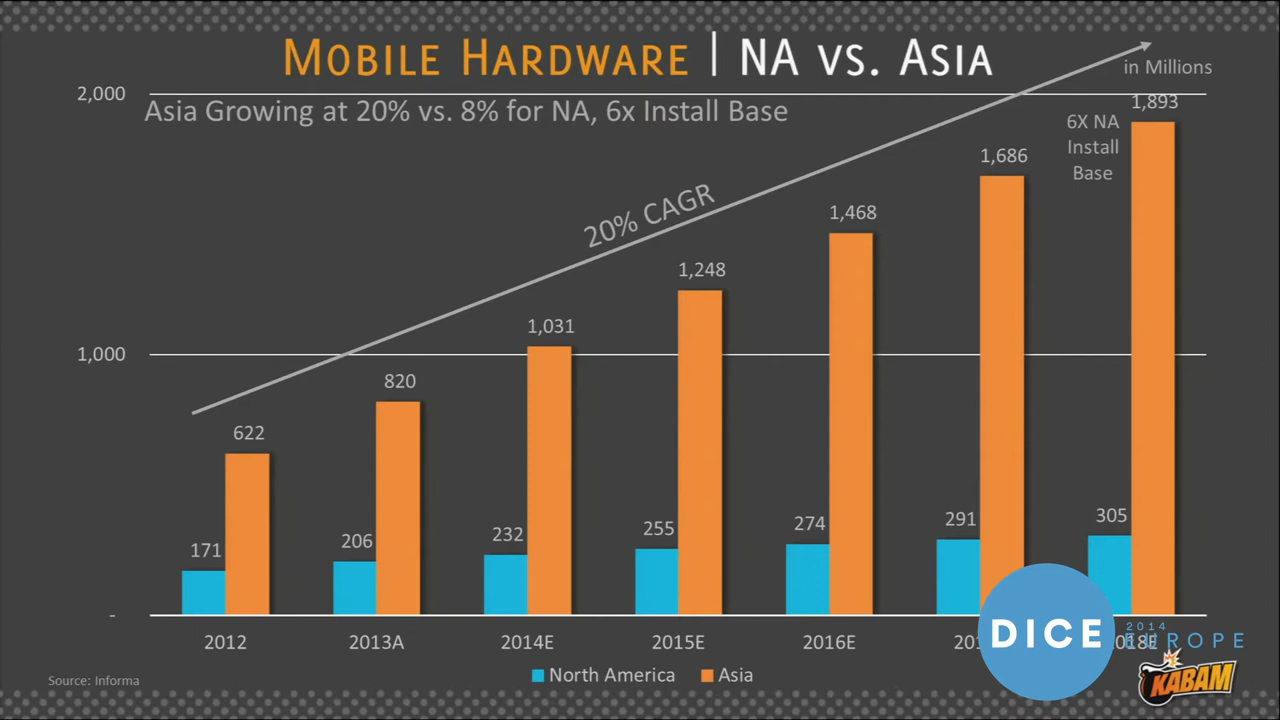 MOBILE HARDWARE | NA VS. ASIA
in Millions
2,000
Asia Growing at 20% vs. 8% for NA, 6x Install Base
1,893
6X NA
Install
Base
1,686
20% CAGR
1,468
1,248
1,031
1,000
820
622
171
206
232
255
274
291
305
-
2012
2013A
2014E
2015E
2016E
DICE
2014
EUROPE
North America
Asia
Source: Informa
KABAM